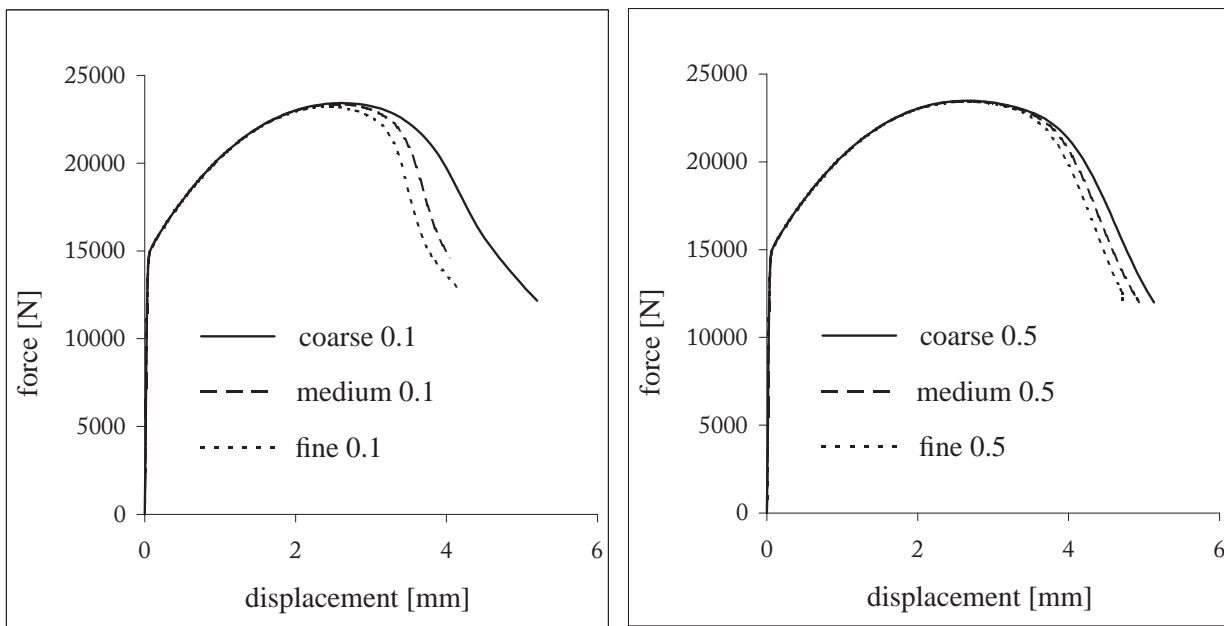 25000
20000
15000
10000
5000
0
force [N]
coarse 0.1
medium 0.1
fine 0.1
0 2 4 6
displacement [mm]
25000
20000
15000
10000
5000
0
force [N]
coarse 0.5
medium 0.5
fine 0.5
0 2 4 6
displacement [mm]